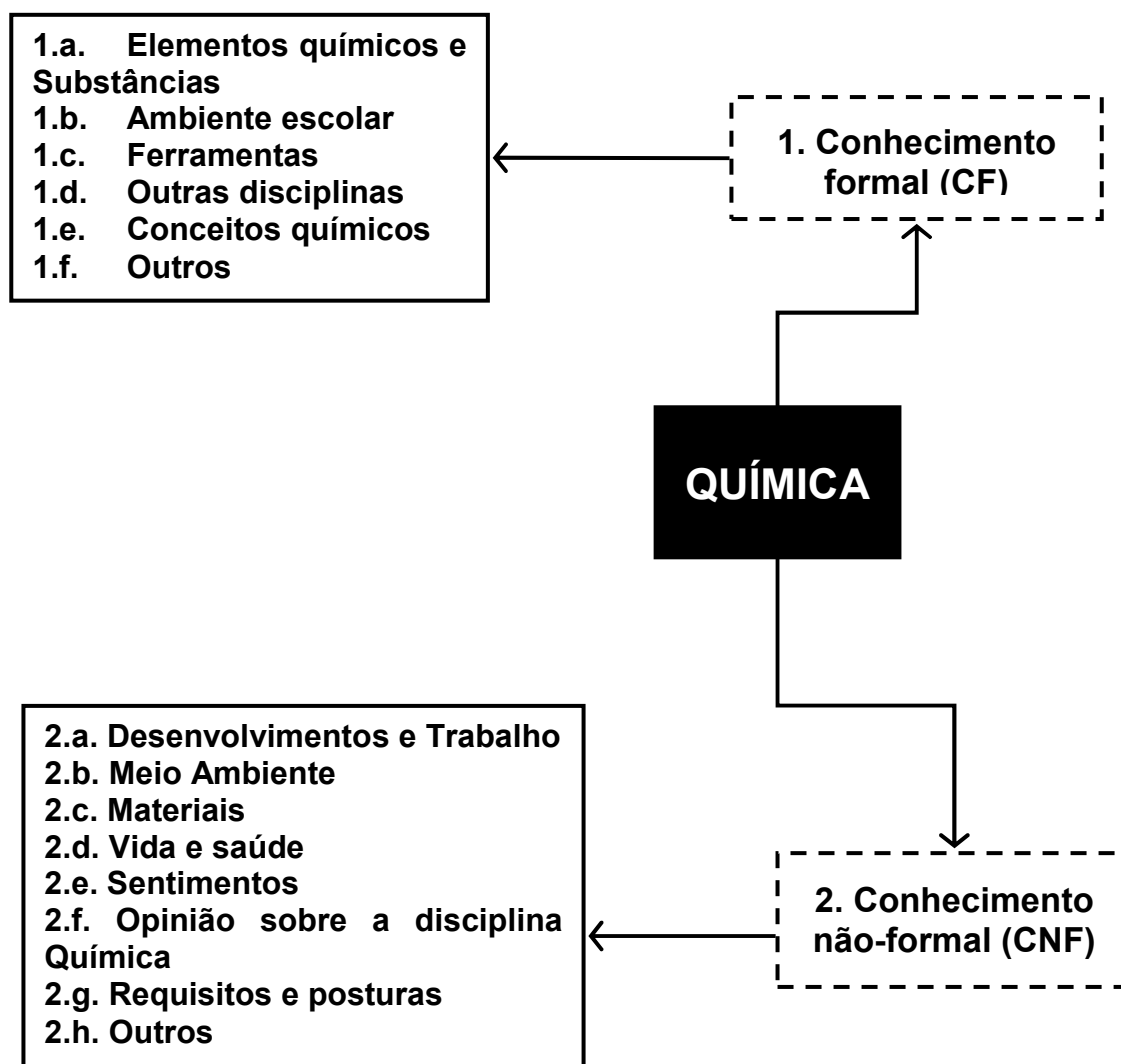 1.a. Elementos químicos e
Substâncias
1.b. Ambiente escolar
1.c. Ferramentas
1.d. Outras disciplinas
1.e. Conceitos químicos
1.f. Outros
1. Conhecimento
formal (CF)
QUÍMICA
2.a. Desenvolvimentos e Trabalho
2.b. Meio Ambiente
2.c. Materiais
2.d. Vida e saúde
2.e. Sentimentos
2.f. Opinião sobre a disciplina
Química
2.g. Requisitos e posturas
2.h. Outros
2. Conhecimento
não-formal (CNF)